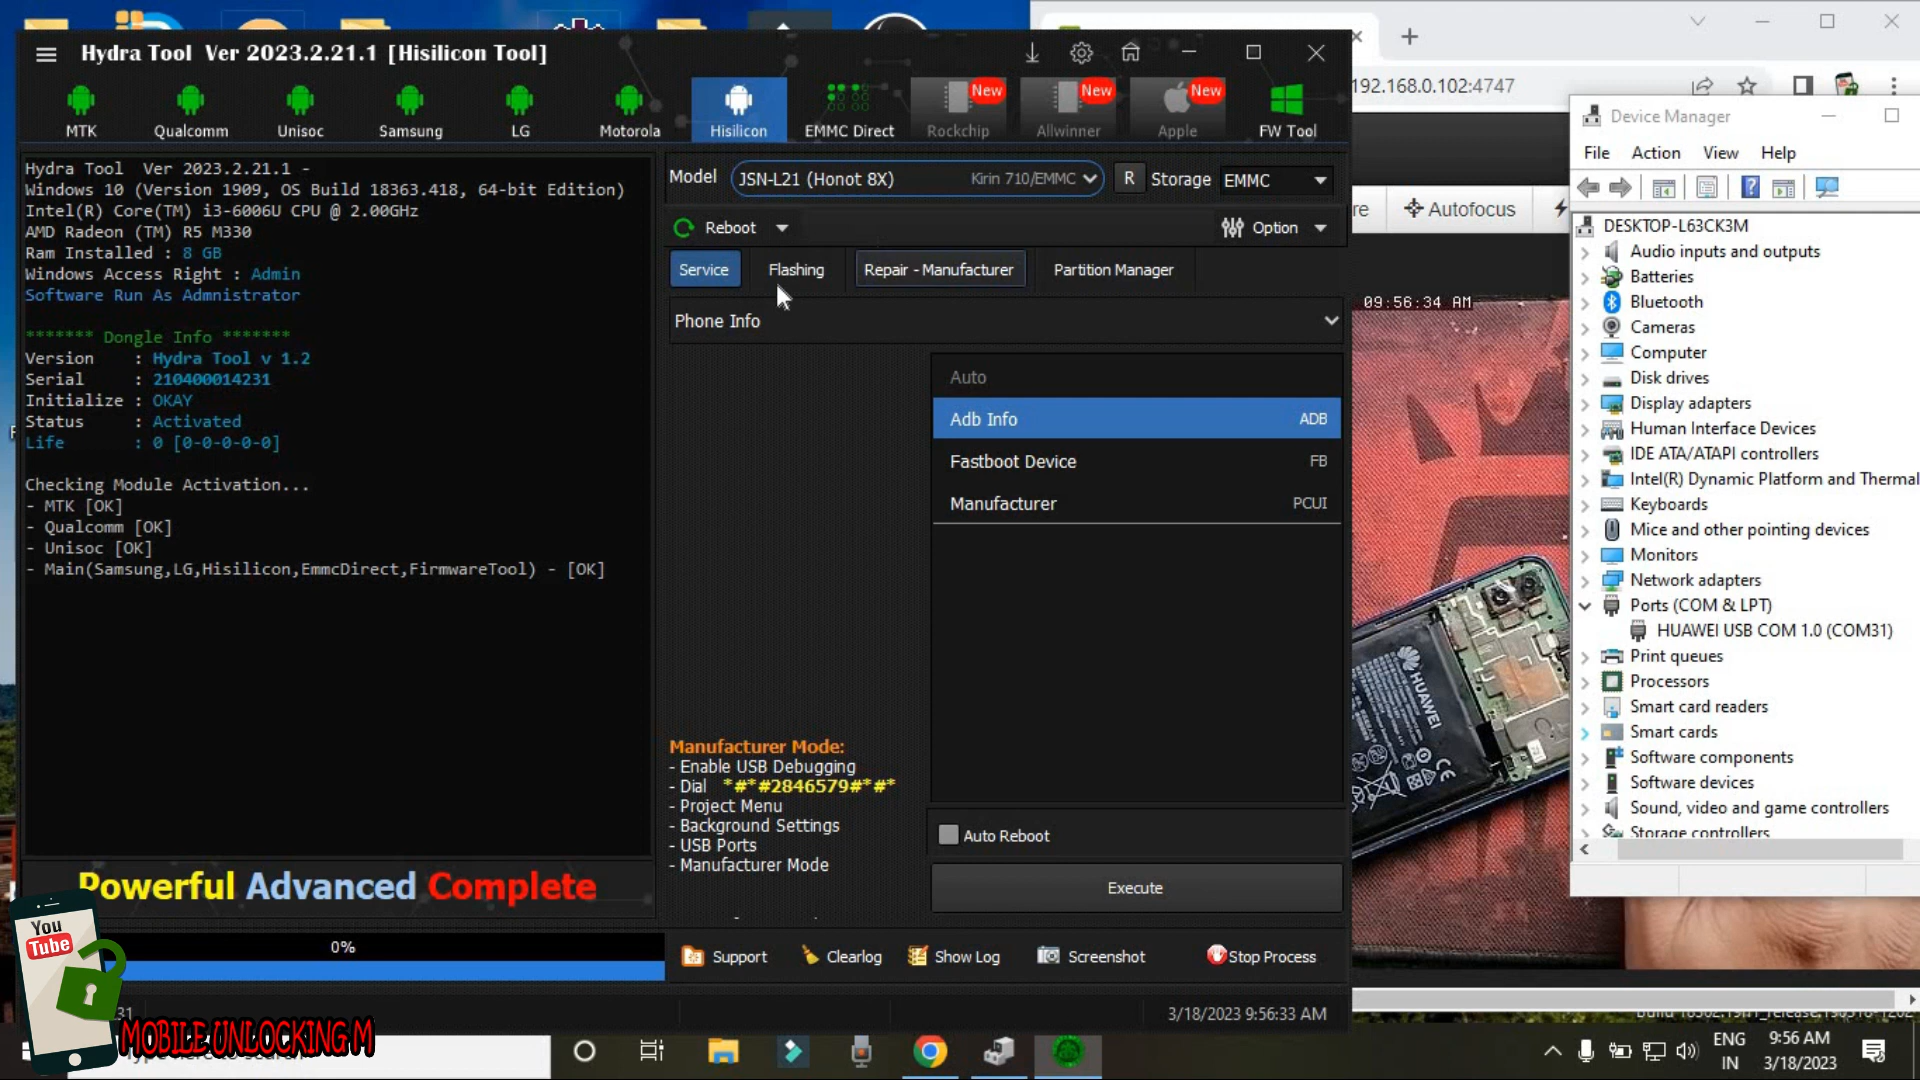 Hydra Tool Ver 2023.2.21.1 [Hisilicon Tool]
MTK
Qualcomm
Unisoc
Samsung
LG
Motorola
Hisilicon
EMMC Direct
New
Rockchip
New
Allwinner
New
Apple
FW Tool
Hydra Tool Ver 2023.2.21.1 -
Windows 10 (Version 1909, OS Build 18363.418, 64-bit Edition)
Intel(R) Core(TM) i3-6006U CPU @ 2.00GHz
AMD Radeon (TM) R5 M330
Ram Installed : 8 GB
Windows Access Right : Admin
Software Run As Admnistrator
******* Dongle Info *******
Version : Hydra Tool v 1.2
Serial : 210400014231
Initialize : OKAY
Status : Activated
Life : 0 [0-0-0-0-0]
Checking Module Activation...
- MTK [OK]
- Qualcomm [OK]
- Unisoc [OK]
- Main(Samsung,LG,Hisilicon,EmmcDirect,FirmwareTool) - [OK]
Powerful Advanced Complete
0%
Model JSN-L21 (Honot 8X) Kirin 710/EMMC R Storage EMMC
Reboot Option
Service Flashing Repair - Manufacturer Partition Manager
Phone Info
Auto
Adb Info ADB
Fastboot Device FB
Manufacturer PCUI
Manufacturer Mode:
- Enable USB Debugging
- Dial *#*#2846579#*#*
- Project Menu
- Background Settings
- USB Ports
- Manufacturer Mode
Auto Reboot
Execute
Support Clearlog Show Log Screenshot Stop Process
3/18/2023 9:56:33 AM
192.168.0.102:4747
Autofocus
09:56:34 AM
HUAWEI
Device Manager
File Action View Help
DESKTOP-L63CK3M
Audio inputs and outputs
Batteries
Bluetooth
Cameras
Computer
Disk drives
Display adapters
Human Interface Devices
IDE ATA/ATAPI controllers
Intel(R) Dynamic Platform and Thermal
Keyboards
Mice and other pointing devices
Monitors
Network adapters
Ports (COM & LPT)
HUAWEI USB COM 1.0 (COM31)
Print queues
Processors
Smart card readers
Smart cards
Software components
Software devices
Sound, video and game controllers
Storage controllers
You
Tube
MOBILE UNLOCKING M
ENG
IN
9:56 AM
3/18/2023